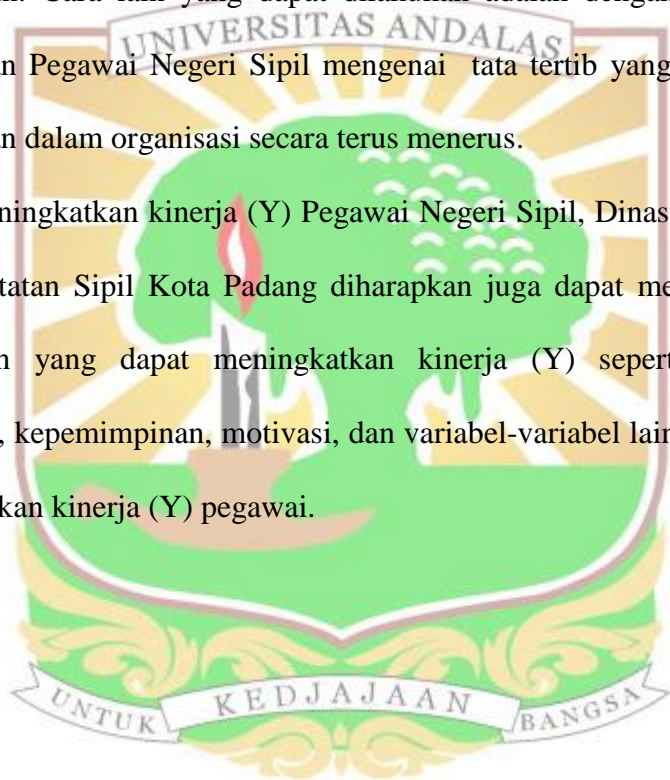 Cara lain yang dapat dilakukan adalah dengan
UNIVERSITAS ANDALAS
an Pegawai Negeri Sipil mengenai tata tertib yang
an dalam organisasi secara terus menerus.
ningkatkan kinerja (Y) Pegawai Negeri Sipil, Dinas
tatan Sipil Kota Padang diharapkan juga dapat me
n yang dapat meningkatkan kinerja (Y) sepert
, kepemimpinan, motivasi, dan variabel-variabel lain
kan kinerja (Y) pegawai.
UNTUK KEDJAJAAN BANGSA